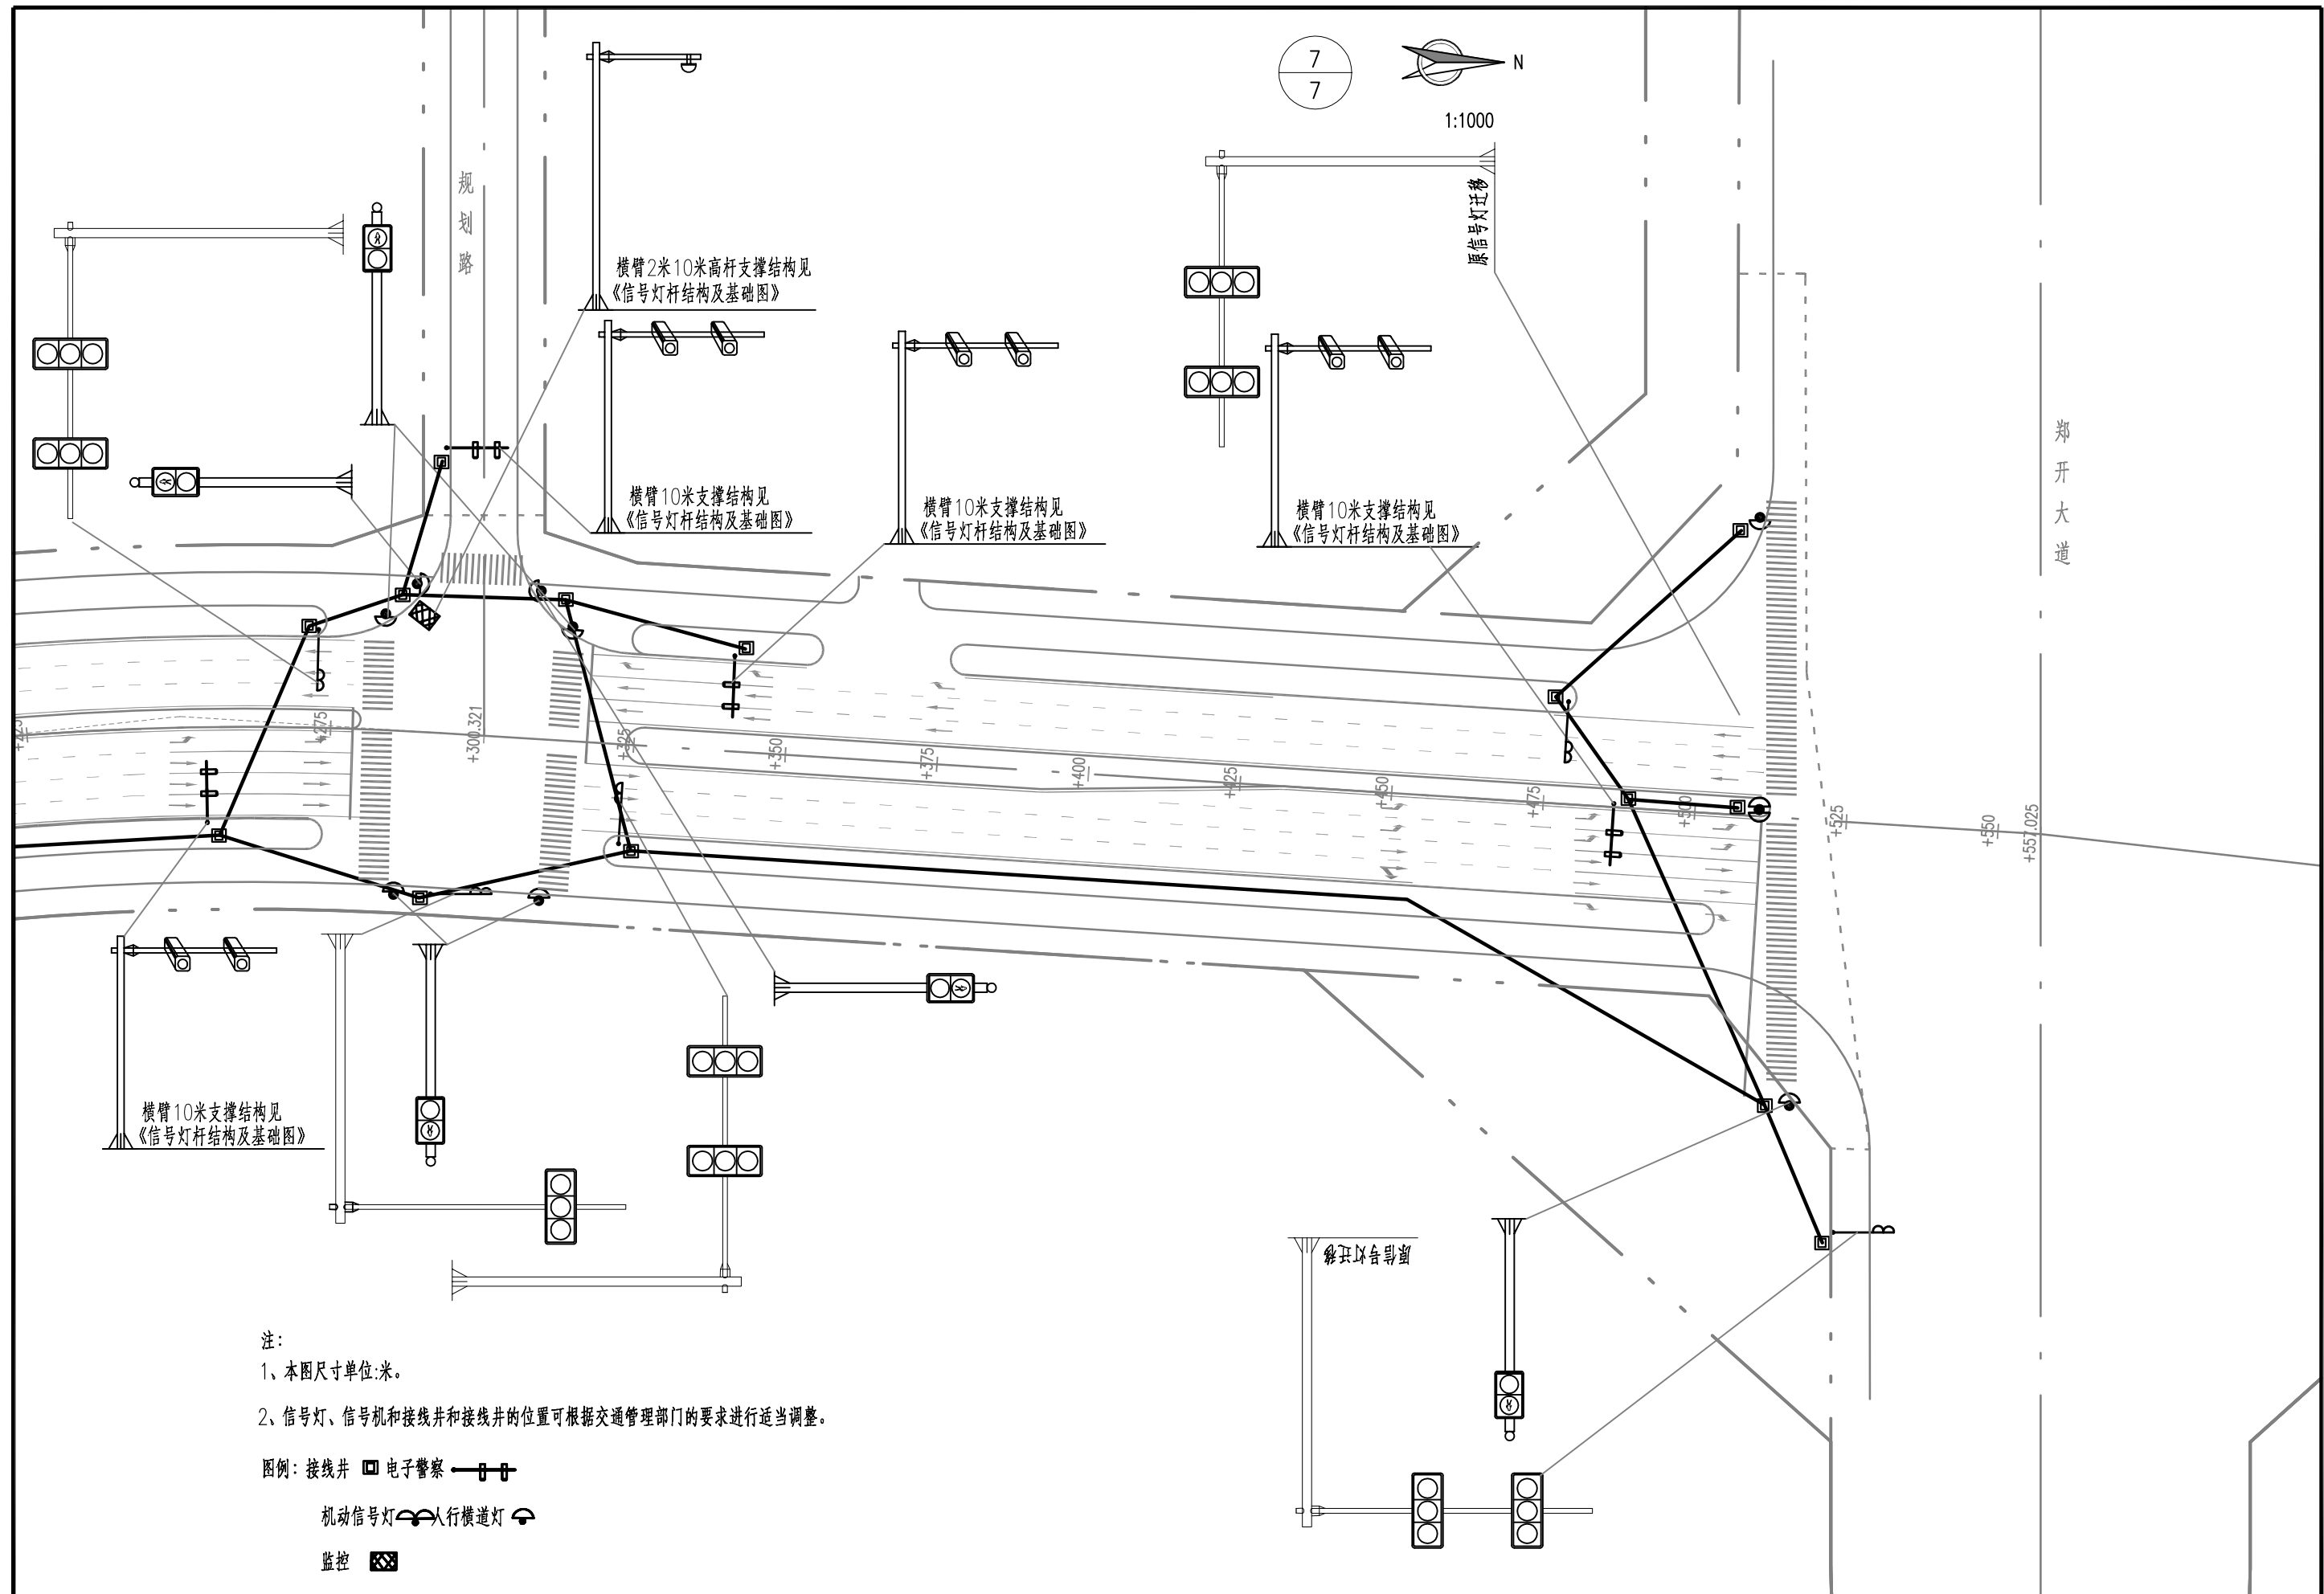 7
7
N
1:1000
规划路
横臂2米10米高杆支撑结构见
《信号灯杆结构及基础图》
原信号灯迁移
横臂10米支撑结构见
《信号灯杆结构及基础图》
横臂10米支撑结构见
《信号灯杆结构及基础图》
横臂10米支撑结构见
《信号灯杆结构及基础图》
郑开大道
+275
+300.321
+325
+350
+375
+400
+425
+450
+475
+500
+525
+550
+557.025
横臂10米支撑结构见
《信号灯杆结构及基础图》
原信号灯迁移
注:
1、本图尺寸单位:米。
2、信号灯、信号机和接线井和接线井的位置可根据交通管理部门的要求进行适当调整。
图例: 接线井 电子警察
机动信号灯 人行横道灯
监控